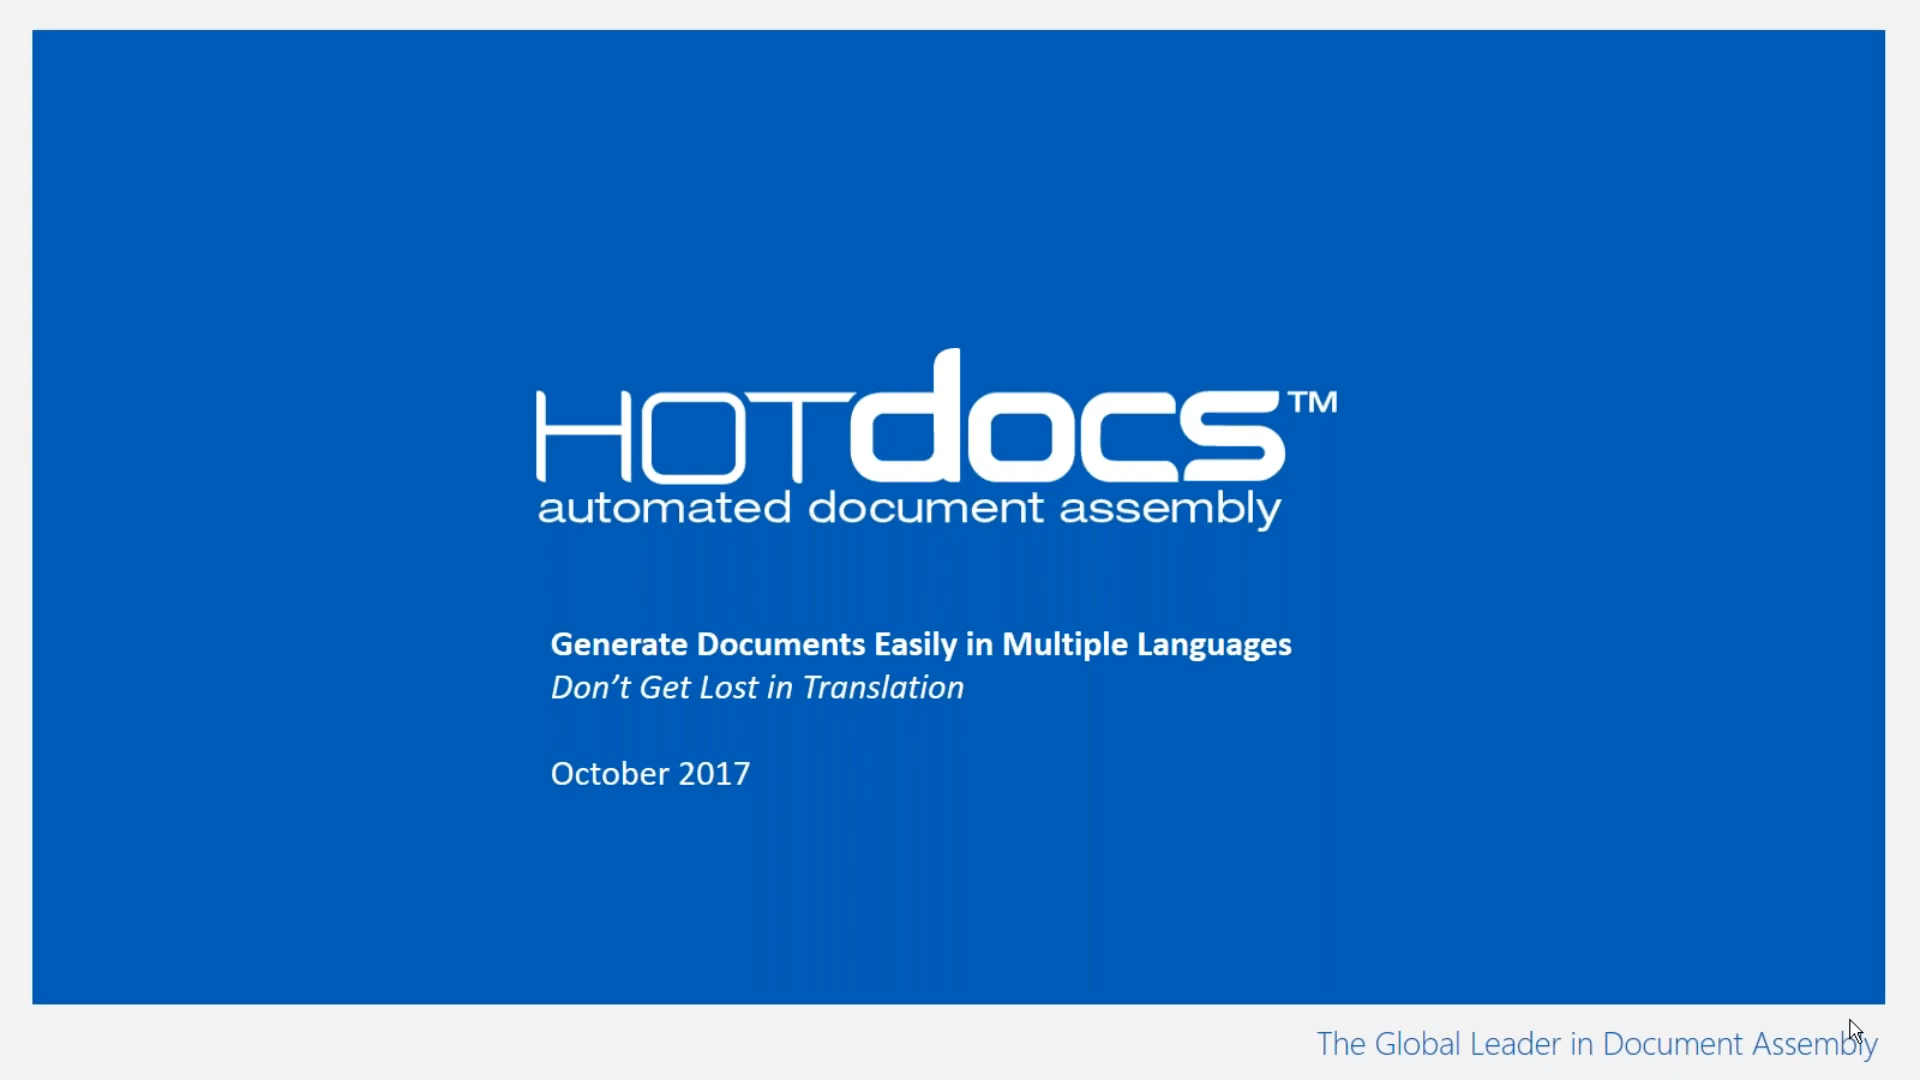 HOTdocs™
automated document assembly
Generate Documents Easily in Multiple Languages
Don't Get Lost in Translation
October 2017
The Global Leader in Document Assembly